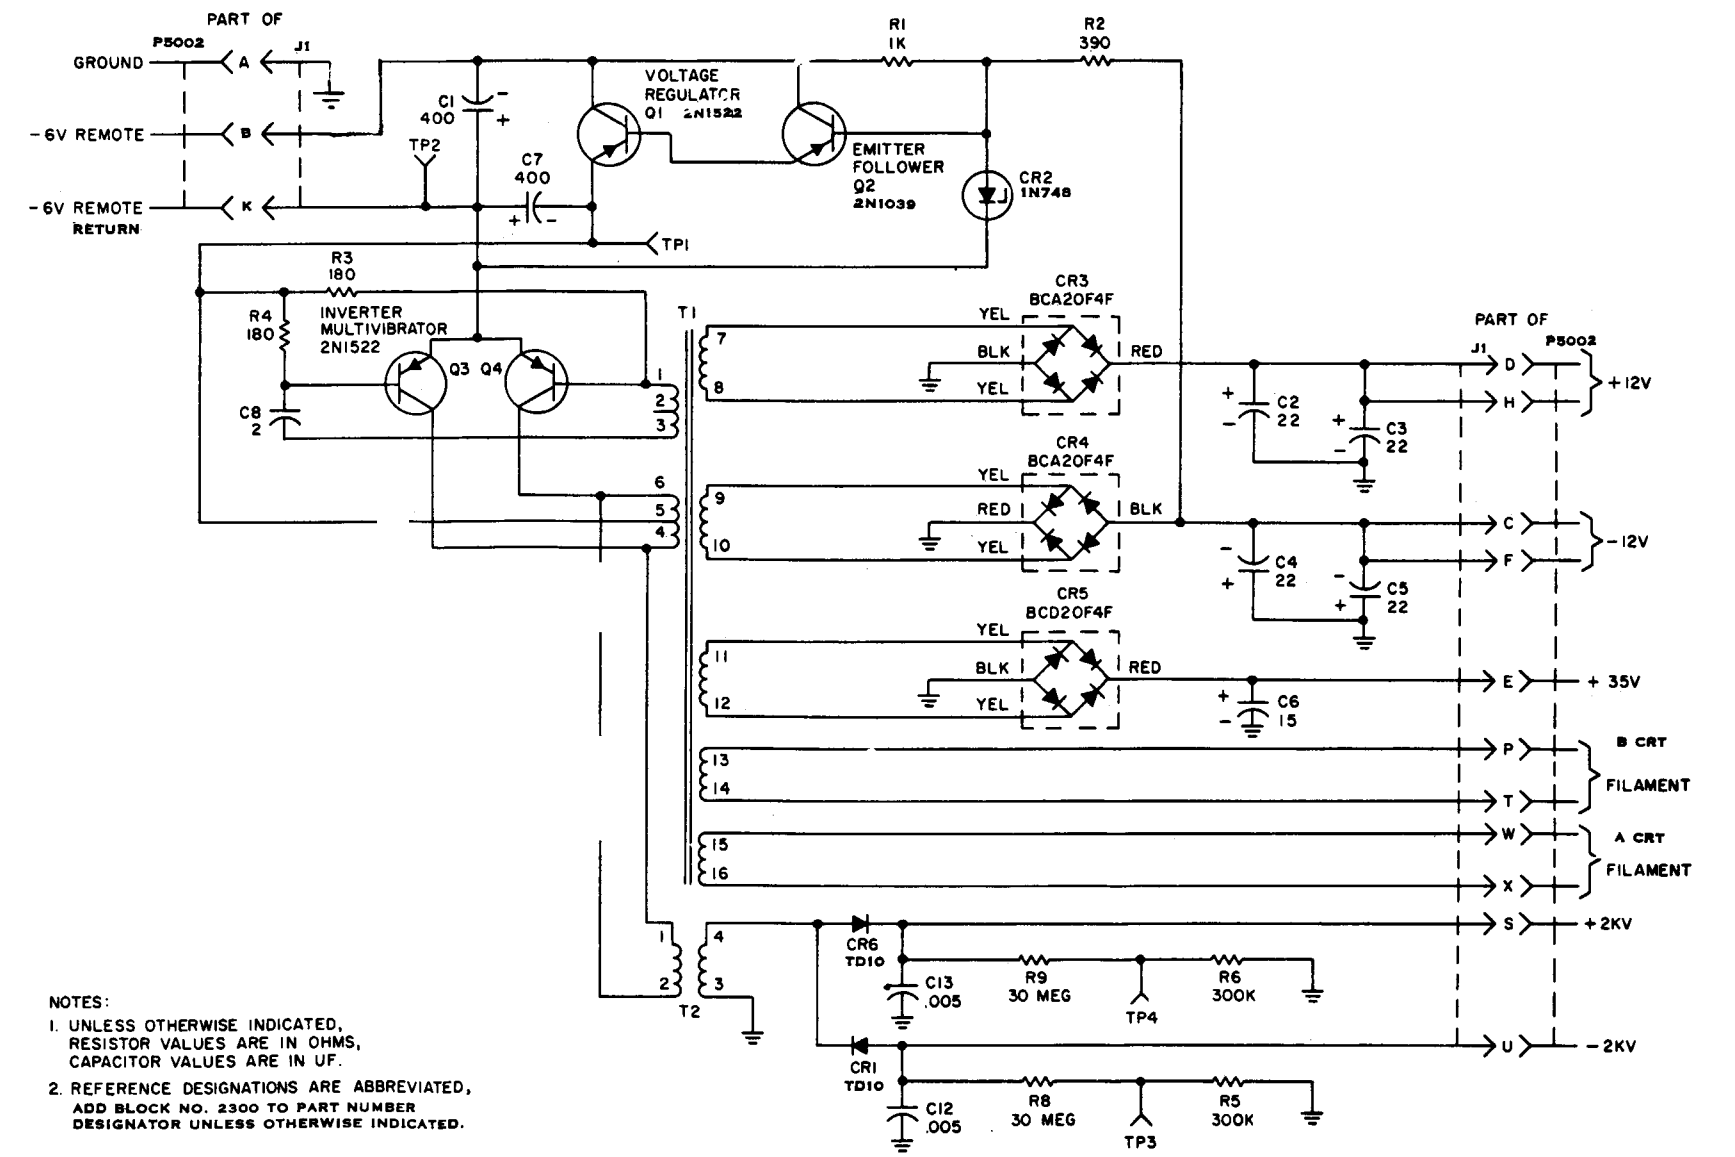 PART OF
P5002
J1
GROUND
A
-6V REMOTE
B
-6V REMOTE
RETURN
K
TP2
C1
400
-
+
C7
400
+
-
VOLTAGE
REGULATOR
Q1 2N1522
R1
1K
R2
390
EMITTER
FOLLOWER
Q2
2N1039
CR2
1N748
TP1
R3
180
R4
180
INVERTER
MULTIVIBRATOR
2N1522
Q3
Q4
C8
2
T1
1
2
3
6
5
4
7
8
9
10
11
12
13
14
15
16
CR3
BCA20F4F
YEL
BLK
YEL
RED
CR4
BCA20F4F
YEL
RED
YEL
BLK
CR5
BCD20F4F
YEL
BLK
YEL
RED
+
-
C2
22
+
-
C3
22
-
+
C4
22
-
+
C5
22
+
-
C6
15
PART OF
J1
P5002
D
H
+12V
C
F
-12V
E
+ 35V
P
T
B CRT
FILAMENT
W
X
A CRT
FILAMENT
S
+2KV
U
-2KV
1
2
4
3
T2
CR6
TD10
C13
.005
R9
30 MEG
TP4
R6
300K
CR1
TD10
C12
.005
R8
30 MEG
TP3
R5
300K
NOTES:
1. UNLESS OTHERWISE INDICATED,
RESISTOR VALUES ARE IN OHMS,
CAPACITOR VALUES ARE IN UF.
2. REFERENCE DESIGNATIONS ARE ABBREVIATED,
ADD BLOCK NO. 2300 TO PART NUMBER
DESIGNATOR UNLESS OTHERWISE INDICATED.